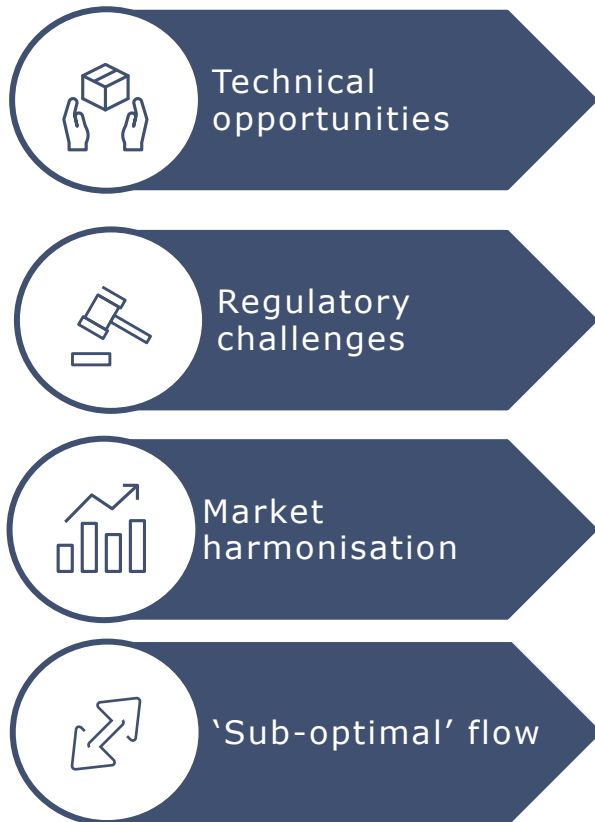 Technical
opportunities
Regulatory
challenges
Market
harmonisation
‘Sub-optimal’ flow